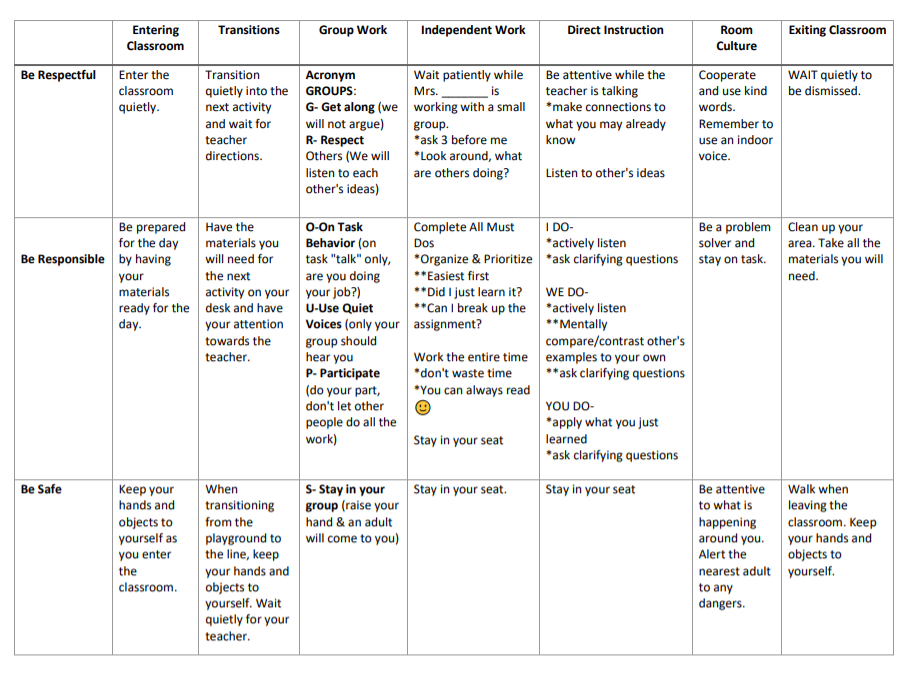 Entering
Classroom
Transitions
Group Work
Independent Work
Direct Instruction
Room
Culture
Exiting Classroom
Be Respectful
Enter the
classroom
quietly.
Transition
quietly into the
next activity
and wait for
teacher
directions.
Acronym
GROUPS:
G- Get along (we
will not argue)
R- Respect
Others (We will
listen to each
other's ideas)
Wait patiently while
Mrs. _______ is
working with a small
group.
*ask 3 before me
*Look around, what
are others doing?
Be attentive while the
teacher is talking
*make connections to
what you may already
know
Listen to other's ideas
Cooperate
and use kind
words.
Remember to
use an indoor
voice.
WAIT quietly to
be dismissed.
Be Responsible
Be prepared
for the day
by having
your
materials
ready for the
day.
Have the
materials you
will need for
the next
activity on your
desk and have
your attention
towards the
teacher.
O-On Task
Behavior (on
task "talk" only,
are you doing
your job?)
U-Use Quiet
Voices (only your
group should
hear you
P- Participate
(do your part,
don't let other
people do all the
work)
Complete All Must
Dos
*Organize & Prioritize
**Easiest first
**Did I just learn it?
**Can I break up the
assignment?
Work the entire time
*don't waste time
*You can always read
🙂
Stay in your seat
I DO-
*actively listen
*ask clarifying questions
WE DO-
*actively listen
**Mentally
compare/contrast other's
examples to your own
**ask clarifying questions
YOU DO-
*apply what you just
learned
*ask clarifying questions
Be a problem
solver and
stay on task.
Clean up your
area. Take all the
materials you will
need.
Be Safe
Keep your
hands and
objects to
yourself as
you enter
the
classroom.
When
transitioning
from the
playground to
the line, keep
your hands and
objects to
yourself. Wait
quietly for your
teacher.
S- Stay in your
group (raise your
hand & an adult
will come to you)
Stay in your seat.
Stay in your seat
Be attentive
to what is
happening
around you.
Alert the
nearest adult
to any
dangers.
Walk when
leaving the
classroom. Keep
your hands and
objects to
yourself.